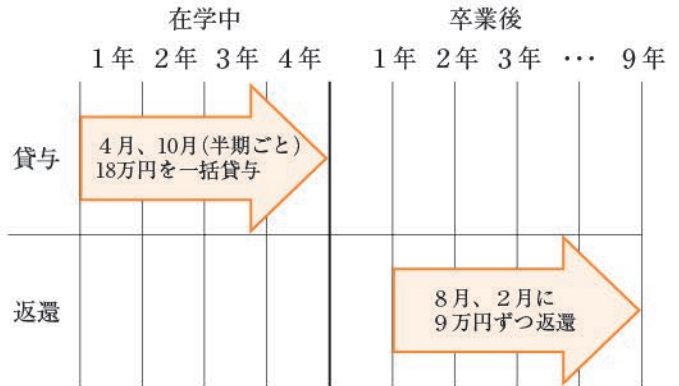 在学中 卒業後
1年 2年 3年 4年 1年 2年 3年 … 9年
貸与
4月、10月(半期ごと)
18万円を一括貸与
返還
8月、2月に
9万円ずつ返還